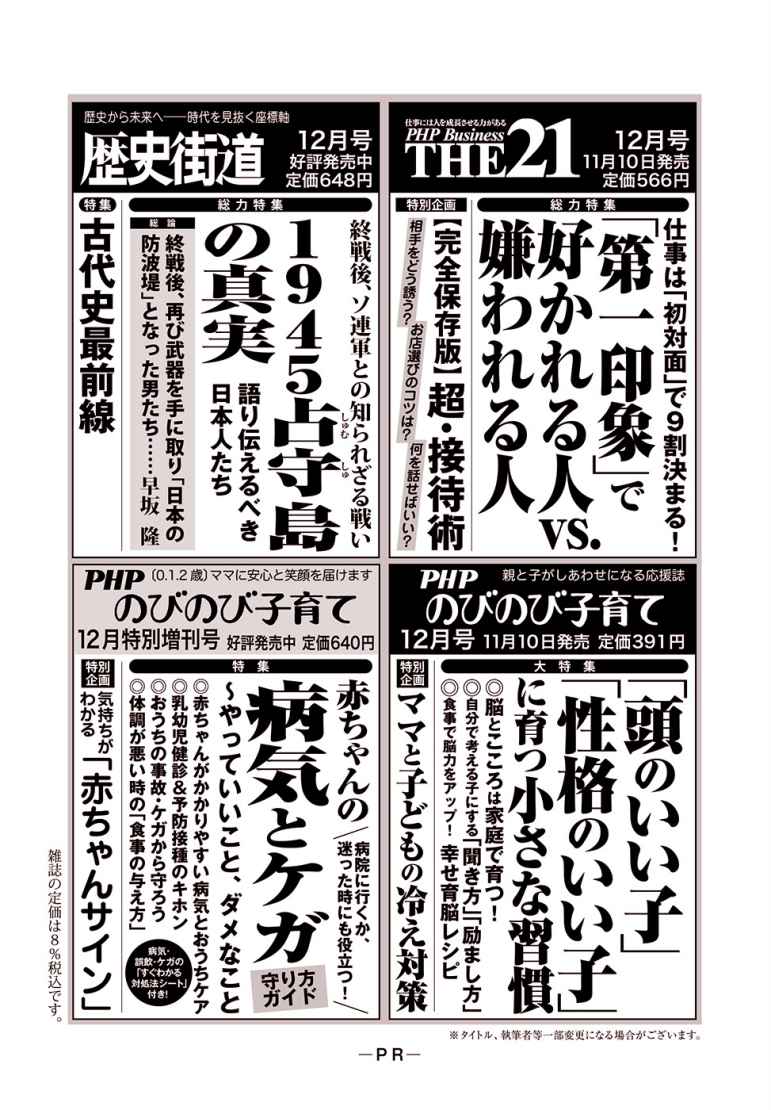 仕事には人を成長させる力がある
PHP Business
THE21
12月号
11月10日発売
定価566円
総力特集
仕事は「初対面」で9割決まる!
「第一印象」で
好かれる人vs.
嫌われる人
特別企画
【完全保存版】超・接待術
相手をどう誘う?
お店選びのコツは?
何を話せばいい?
歴史から未来へ――時代を見抜く座標軸
歴史街道
12月号
好評発売中
定価648円
総力特集
終戦後、ソ連軍との知られざる戦い
1945占守島
しゅむ しゅ
の真実
語り伝えるべき
日本人たち
総論
終戦後、再び武器を手に取り「日本の
防波堤」となった男たち……早坂 隆
特集
古代史最前線
PHP
親と子がしあわせになる応援誌
のびのび子育て
12月号 11月10日発売 定価391円
大特集
「頭のいい子」
「性格のいい子」
に育つ小さな習慣
◎脳とこころは家庭で育つ!
◎自分で考える子にする「聞き方」「励まし方」
◎食事で脳力をアップ! 幸せ育脳レシピ
特別
企画
ママと子どもの冷え対策
PHP
(0.1.2歳)ママに安心と笑顔を届けます
のびのび子育て
12月特別増刊号 好評発売中 定価640円
特集
病院に行くか、
迷った時にも役立つ!
赤ちゃんの
病気とケガ
守り方
ガイド
~やっていいこと、ダメなこと
◎赤ちゃんがかかりやすい病気とおうちケア
◎乳幼児健診&予防接種のキホン
◎おうちの事故・ケガから守ろう
◎体調が悪い時の「食事の与え方」
病気・
誤飲・ケガの
「すぐわかる
対処法シート」
付き!
特別
企画
気持ちが
わかる
「赤ちゃんサイン」
雑誌の定価は8%税込です。
※タイトル、執筆者等一部変更になる場合がございます。
―PR―